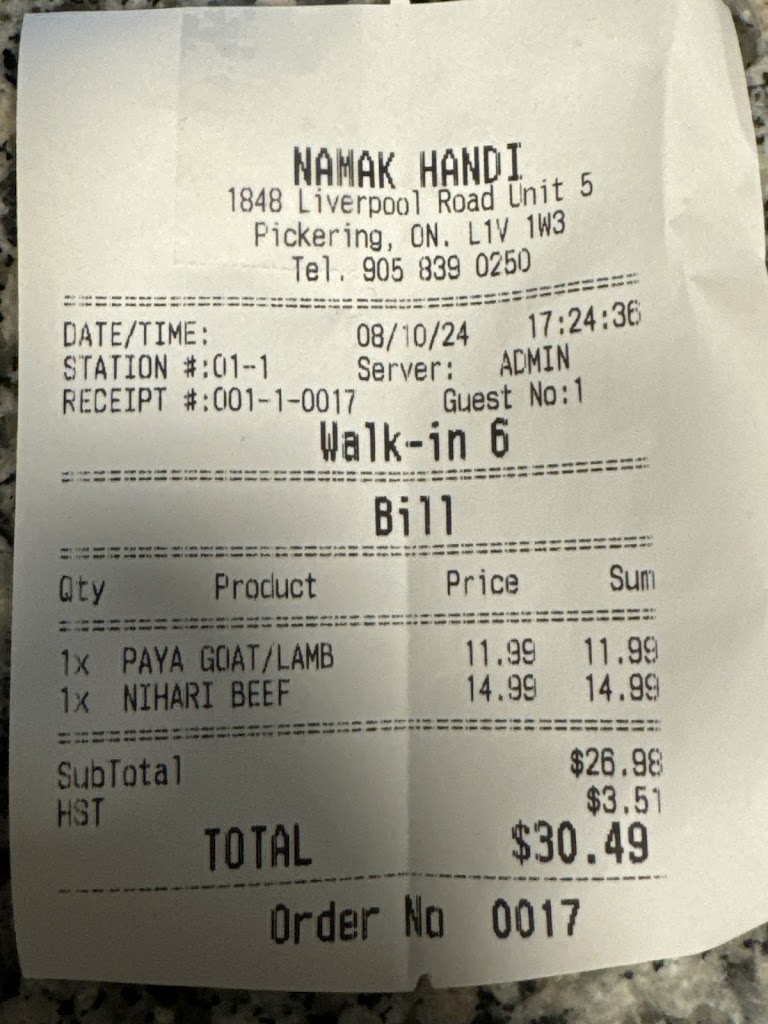 NAMAK HANDI
1848 Liverpool Road Unit 5
Pickering, ON. L1V 1W3
Tel. 905 839 0250
DATE/TIME: 08/10/24 17:24:36
STATION #:01-1 Server: ADMIN
RECEIPT #:001-1-0017 Guest No:1
Walk-in 6
Bill
Qty Product Price Sum
1x PAYA GOAT/LAMB 11.99 11.99
1x NIHARI BEEF 14.99 14.99
SubTotal $26.98
HST $3.51
TOTAL $30.49
Order No 0017